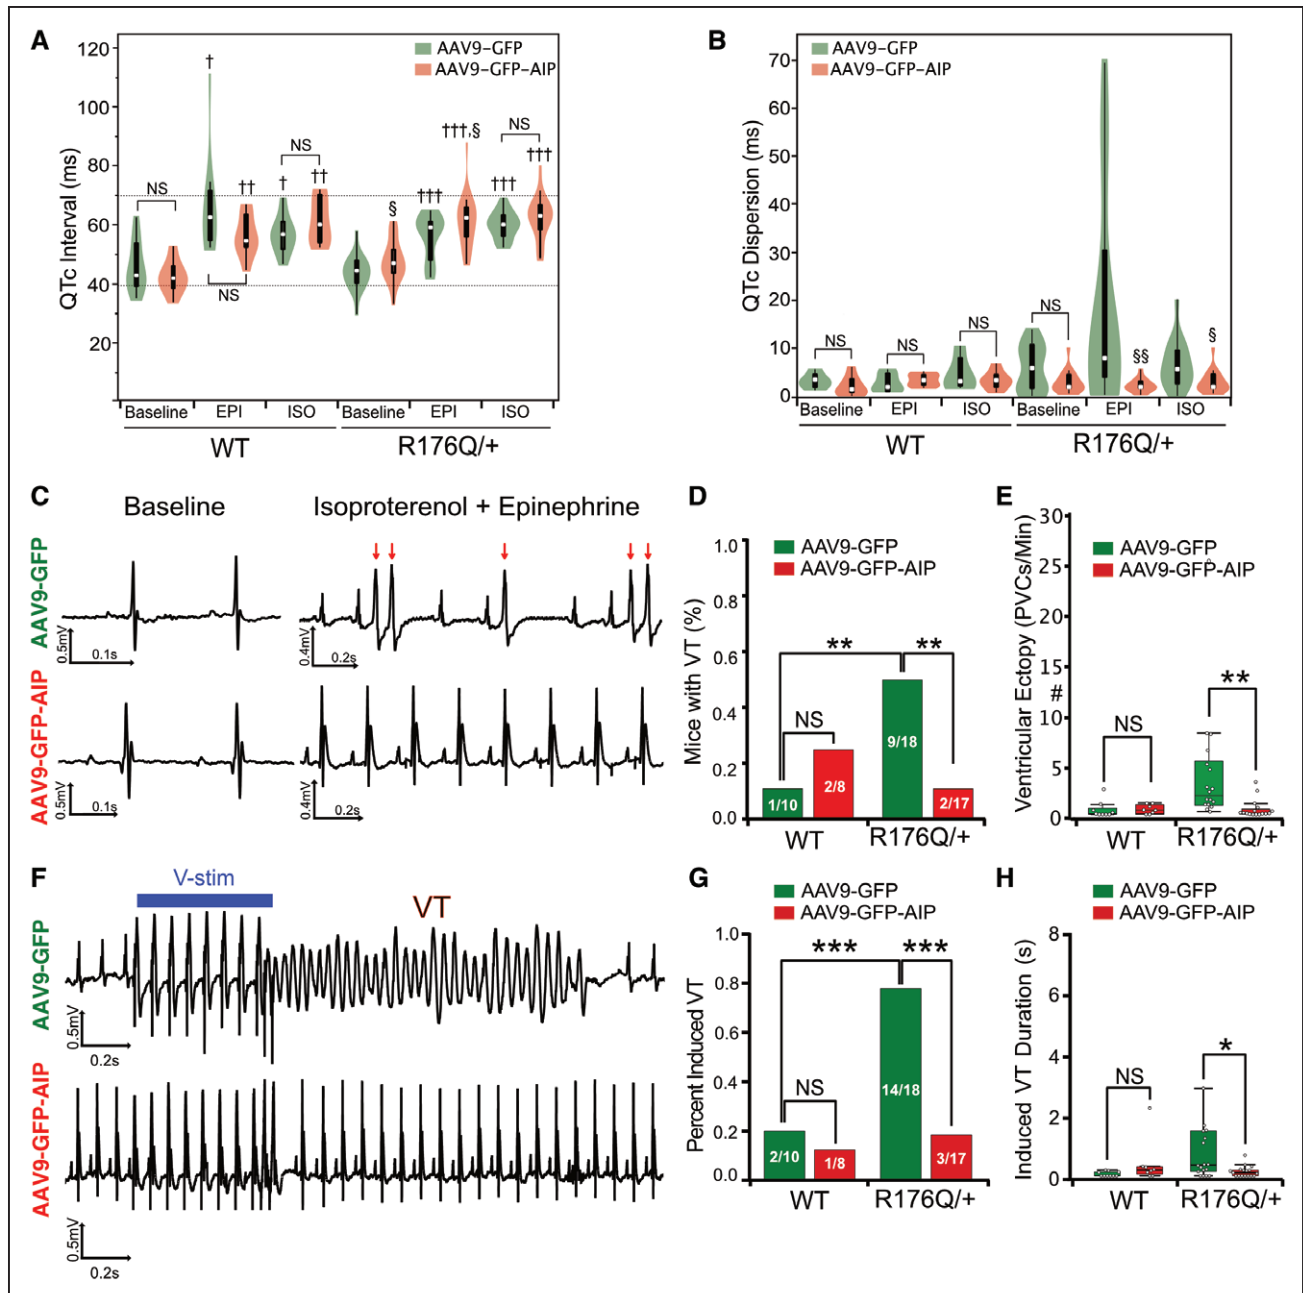 A
QTc Interval (ms)
120
100
80
60
40
20
AAV9-GFP
AAV9-GFP-AIP
†
NS
††
NS
NS
†
††
§
†††
†††,§
NS
†††
†††
Baseline EPI ISO Baseline EPI ISO
WT R176Q/+
B
QTc Dispersion (ms)
70
60
50
40
30
20
10
0
AAV9-GFP
AAV9-GFP-AIP
NS
NS
NS
NS
§§
§
Baseline EPI ISO Baseline EPI ISO
WT R176Q/+
C
Baseline Isoproterenol + Epinephrine
AAV9-GFP
0.5mV
0.1s
0.4mV
0.2s
AAV9-GFP-AIP
0.5mV
0.1s
0.4mV
0.2s
D
Mice with VT (%)
1.0
0.8
0.6
0.4
0.2
0.0
AAV9-GFP
AAV9-GFP-AIP
**
**
NS
1/10
2/8
9/18
2/17
WT R176Q/+
E
Ventricular Ectopy (PVCs/Min)
30
25
20
15
#
10
5
0
AAV9-GFP
AAV9-GFP-AIP
NS
**
WT R176Q/+
F
V-stim
VT
AAV9-GFP
0.5mV
0.2s
AAV9-GFP-AIP
0.5mV
0.2s
G
Percent Induced VT
1.0
0.8
0.6
0.4
0.2
0.0
AAV9-GFP
AAV9-GFP-AIP
***
***
NS
2/10
1/8
14/18
3/17
WT R176Q/+
H
Induced VT Duration (s)
8
6
4
2
0
AAV9-GFP
AAV9-GFP-AIP
NS
*
WT R176Q/+